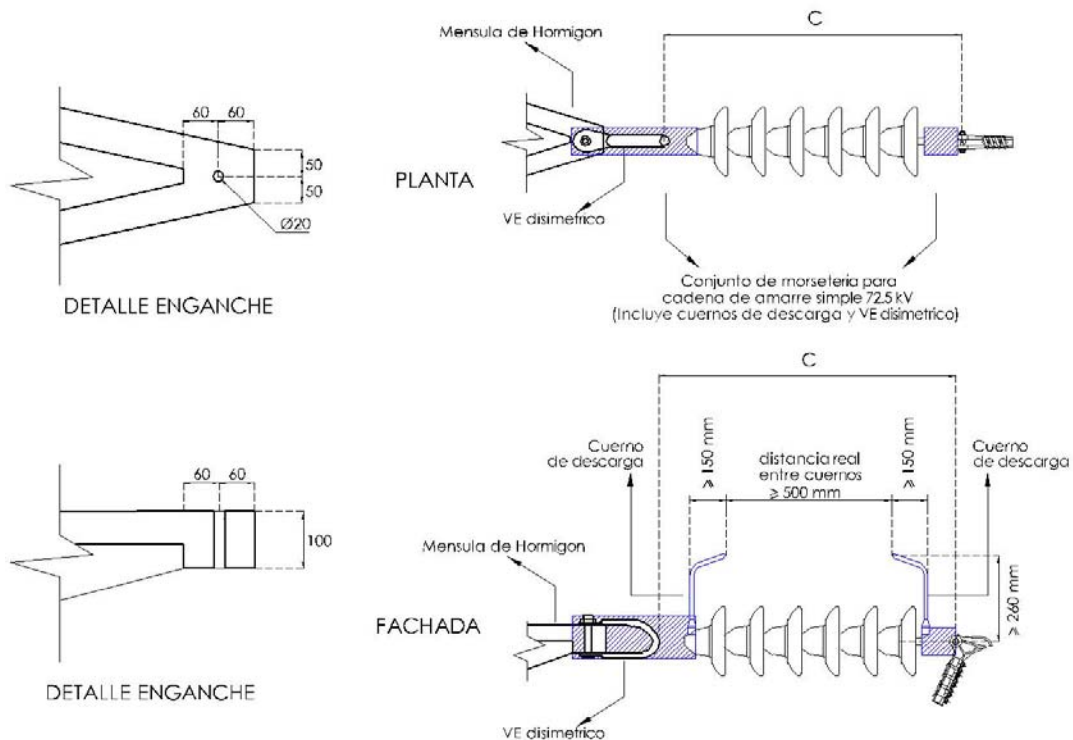 60 60
50
50
Ø20
DETALLE ENGANCHE
C
Mensula de Hormigon
PLANTA
VE disimetrico
Conjunto de morseteria para
cadena de amarre simple 72.5 kV
(Incluye cuernos de descarga y VE disimetrico)
60 60
100
DETALLE ENGANCHE
C
Cuerno
de descarga
⩾ 150 mm
distancia real
entre cuernos
⩾ 500 mm
⩾ 150 mm
Cuerno
de descarga
Mensula de Hormigon
⩾ 260 mm
FACHADA
VE disimetrico